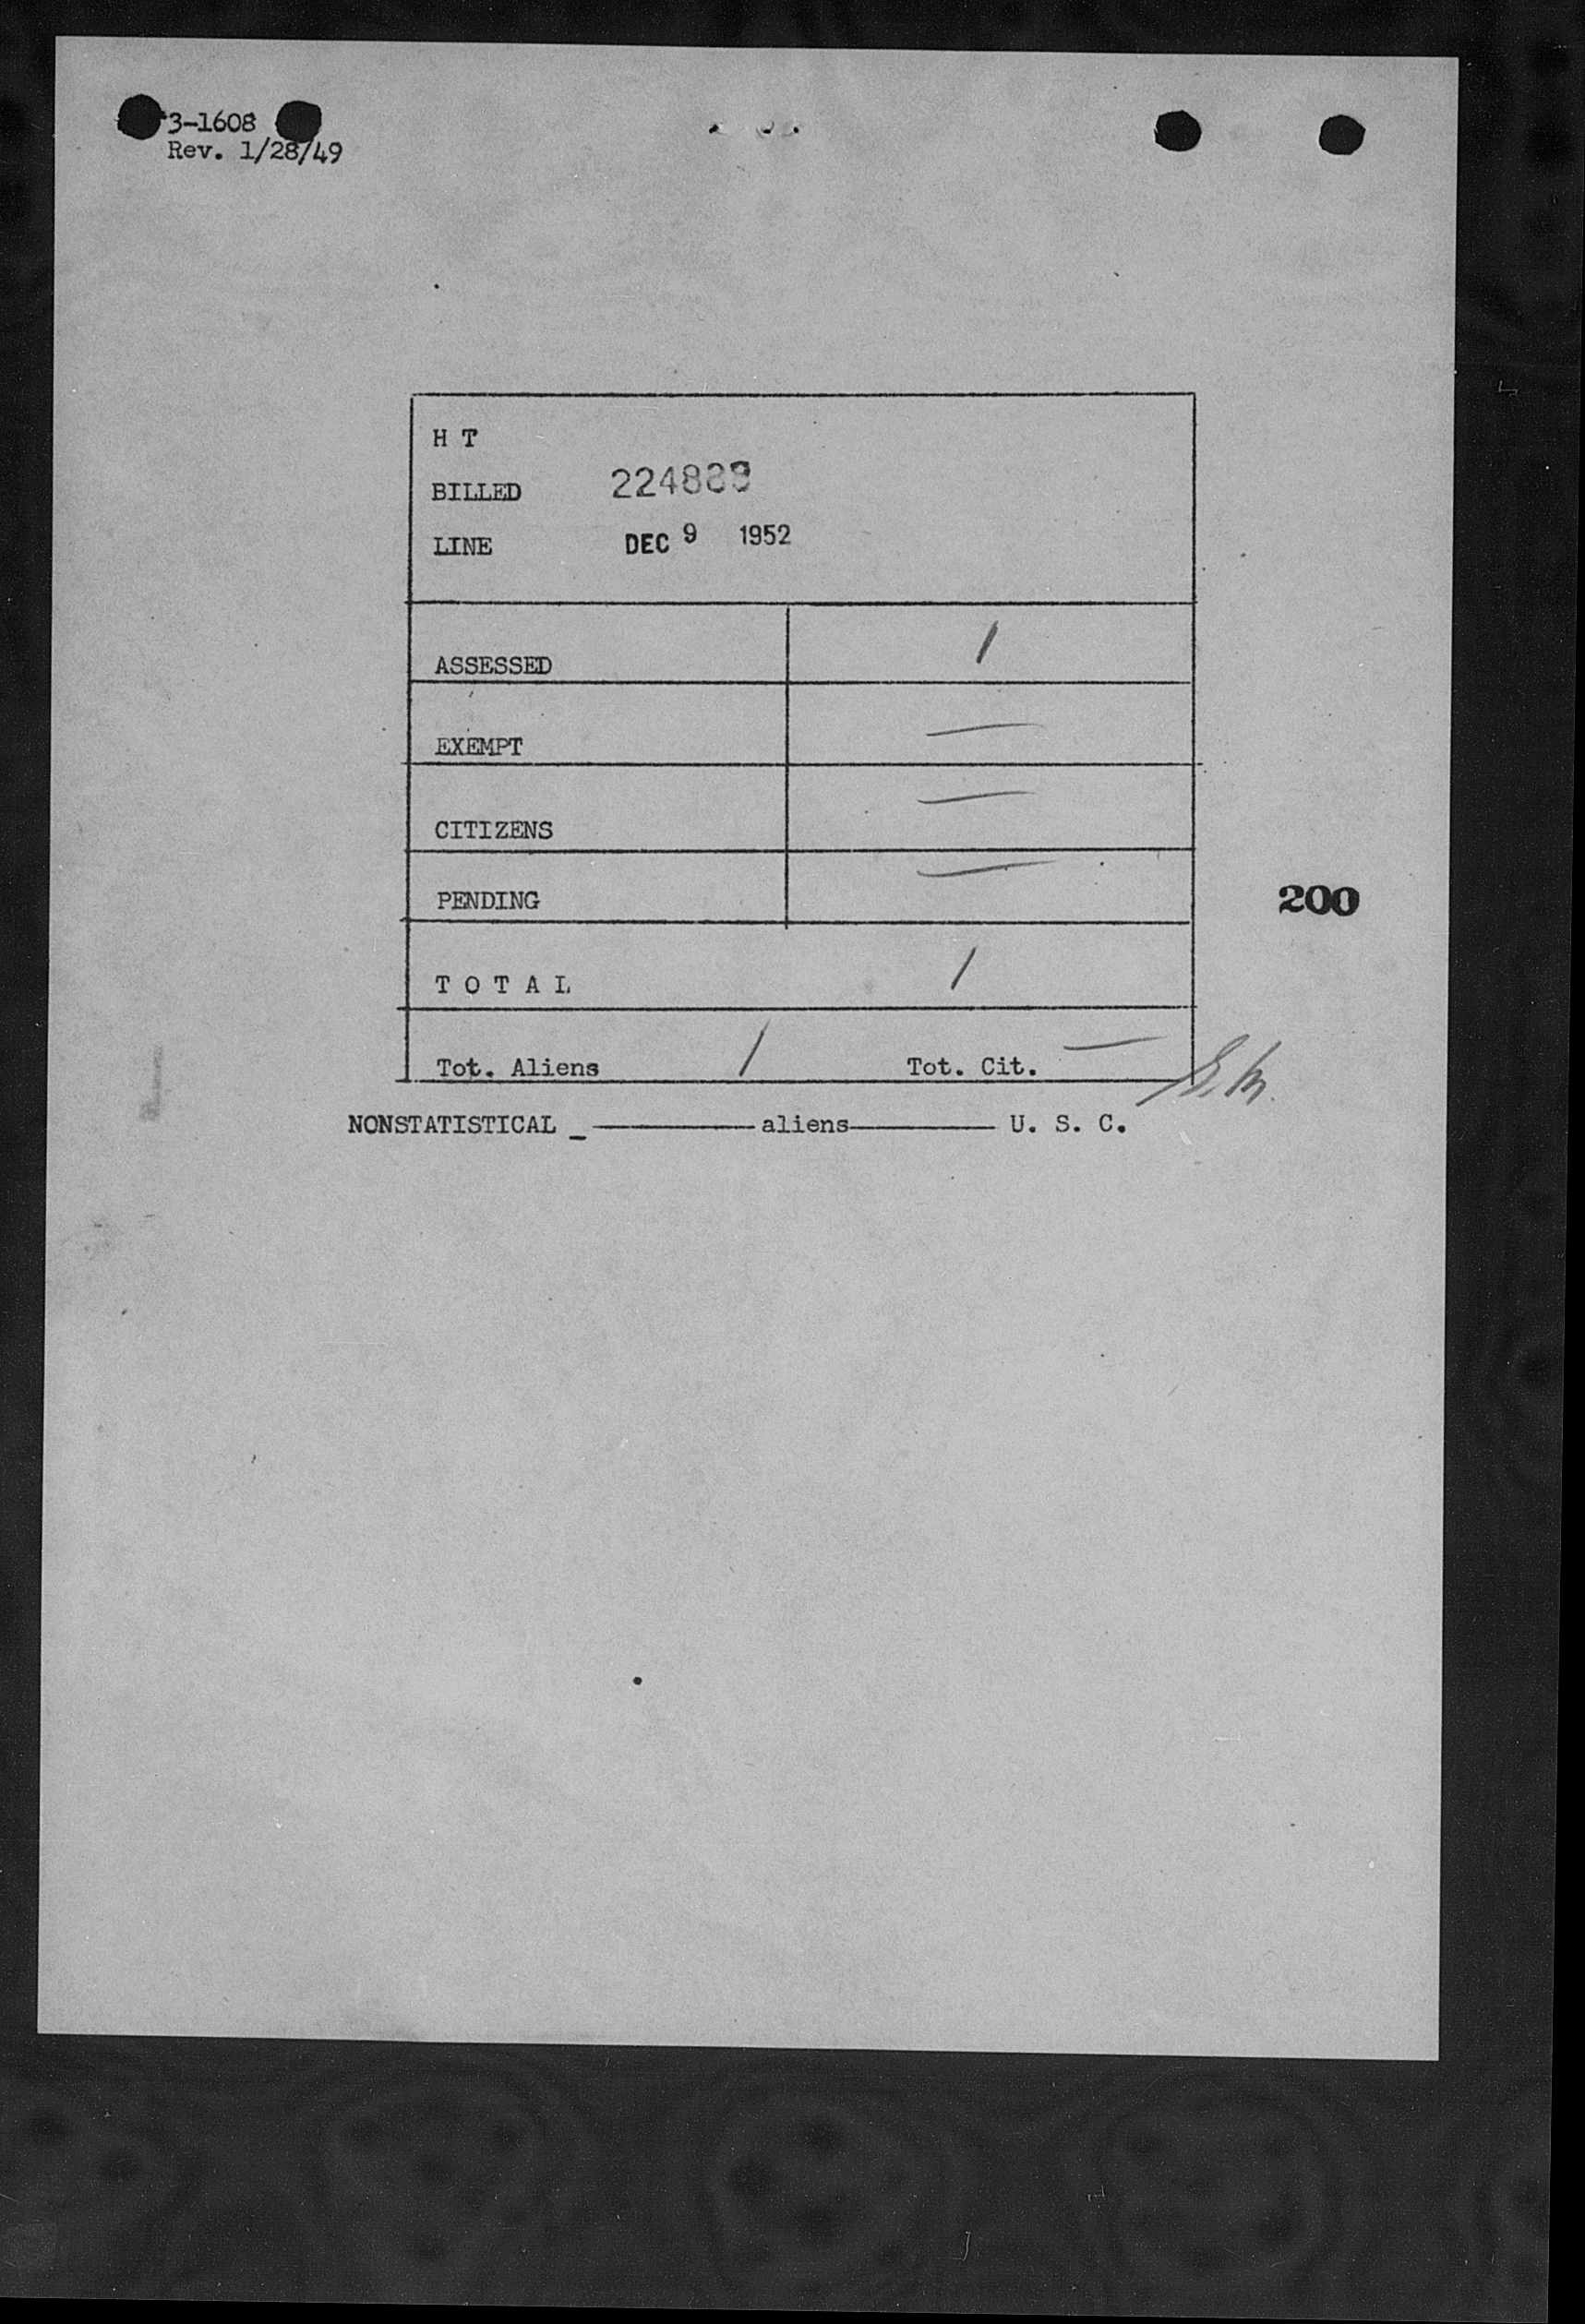 3-1608
Rev. 1/28/49
H T
BILLED
LINE DEC 9 1952
ASSESSED 1
EXEMPT —
CITIZENS —
PENDING —
200
T O T A L 1
Tot. Aliens 1 Tot. Cit. —
NONSTATISTICAL _ ———— aliens ———— U. S. C.